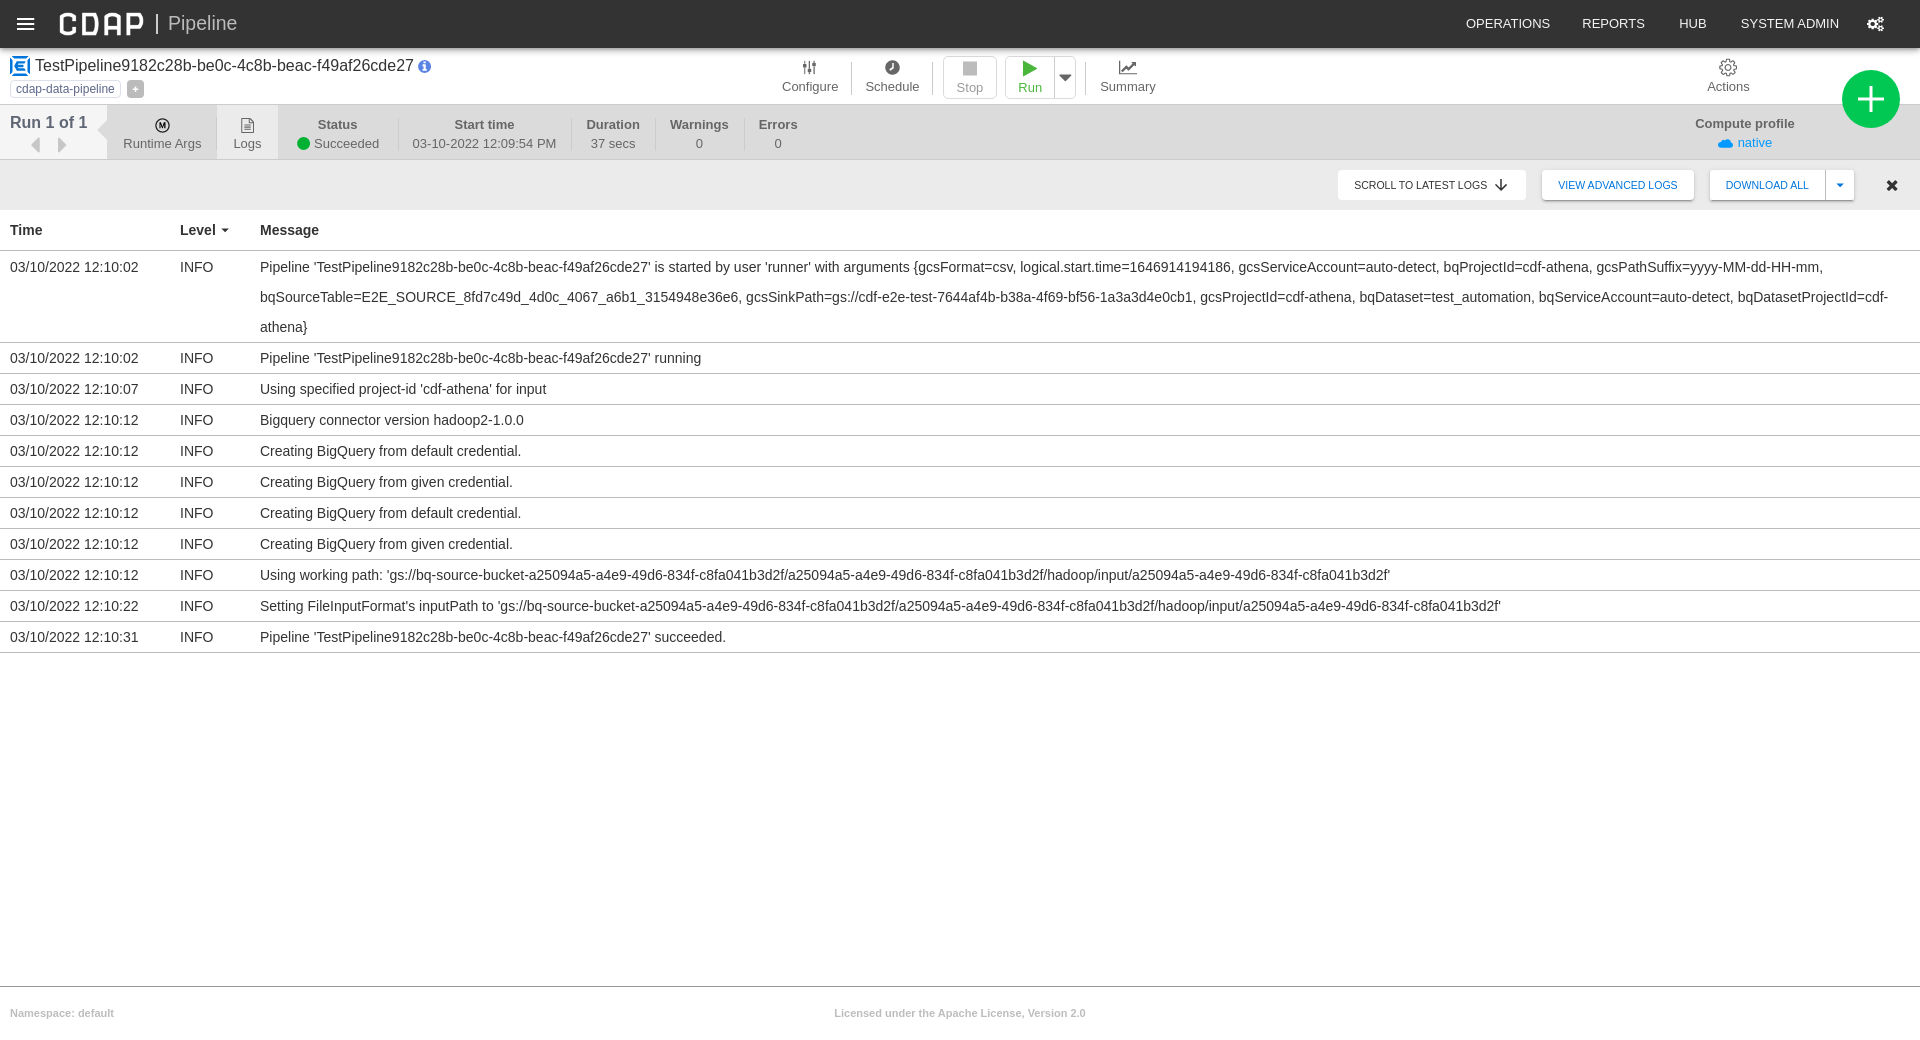 CDAP | Pipeline
OPERATIONS REPORTS HUB SYSTEM ADMIN
TestPipeline9182c28b-be0c-4c8b-beac-f49af26cde27
cdap-data-pipeline +
Configure Schedule Stop Run Summary Actions
Run 1 of 1
Runtime Args
Logs
Status
Succeeded
Start time
03-10-2022 12:09:54 PM
Duration
37 secs
Warnings
0
Errors
0
Compute profile
native
SCROLL TO LATEST LOGS VIEW ADVANCED LOGS DOWNLOAD ALL
Time Level Message
03/10/2022 12:10:02 INFO Pipeline 'TestPipeline9182c28b-be0c-4c8b-beac-f49af26cde27' is started by user 'runner' with arguments {gcsFormat=csv, logical.start.time=1646914194186, gcsServiceAccount=auto-detect, bqProjectId=cdf-athena, gcsPathSuffix=yyyy-MM-dd-HH-mm,
bqSourceTable=E2E_SOURCE_8fd7c49d_4d0c_4067_a6b1_3154948e36e6, gcsSinkPath=gs://cdf-e2e-test-7644af4b-b38a-4f69-bf56-1a3a3d4e0cb1, gcsProjectId=cdf-athena, bqDataset=test_automation, bqServiceAccount=auto-detect, bqDatasetProjectId=cdf-
athena}
03/10/2022 12:10:02 INFO Pipeline 'TestPipeline9182c28b-be0c-4c8b-beac-f49af26cde27' running
03/10/2022 12:10:07 INFO Using specified project-id 'cdf-athena' for input
03/10/2022 12:10:12 INFO Bigquery connector version hadoop2-1.0.0
03/10/2022 12:10:12 INFO Creating BigQuery from default credential.
03/10/2022 12:10:12 INFO Creating BigQuery from given credential.
03/10/2022 12:10:12 INFO Creating BigQuery from default credential.
03/10/2022 12:10:12 INFO Creating BigQuery from given credential.
03/10/2022 12:10:12 INFO Using working path: 'gs://bq-source-bucket-a25094a5-a4e9-49d6-834f-c8fa041b3d2f/a25094a5-a4e9-49d6-834f-c8fa041b3d2f/hadoop/input/a25094a5-a4e9-49d6-834f-c8fa041b3d2f'
03/10/2022 12:10:22 INFO Setting FileInputFormat's inputPath to 'gs://bq-source-bucket-a25094a5-a4e9-49d6-834f-c8fa041b3d2f/a25094a5-a4e9-49d6-834f-c8fa041b3d2f/hadoop/input/a25094a5-a4e9-49d6-834f-c8fa041b3d2f'
03/10/2022 12:10:31 INFO Pipeline 'TestPipeline9182c28b-be0c-4c8b-beac-f49af26cde27' succeeded.
Namespace: default Licensed under the Apache License, Version 2.0